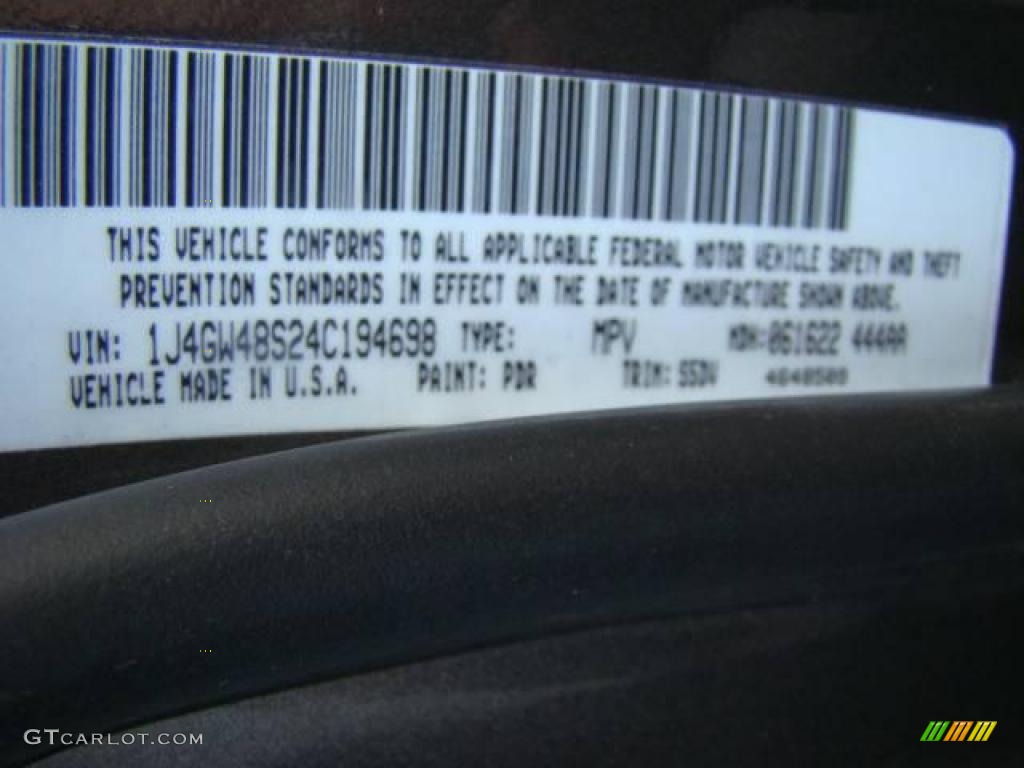 THIS VEHICLE CONFORMS TO ALL APPLICABLE FEDERAL MOTOR VEHICLE SAFETY AND THEFT
PREVENTION STANDARDS IN EFFECT ON THE DATE OF MANUFACTURE SHOWN ABOVE.
VIN: 1J4GW48S24C194698 TYPE: MPV MDH: 061622 444AA
VEHICLE MADE IN U.S.A. PAINT: PDR TRIM: S5DV
GTCARLOT.COM